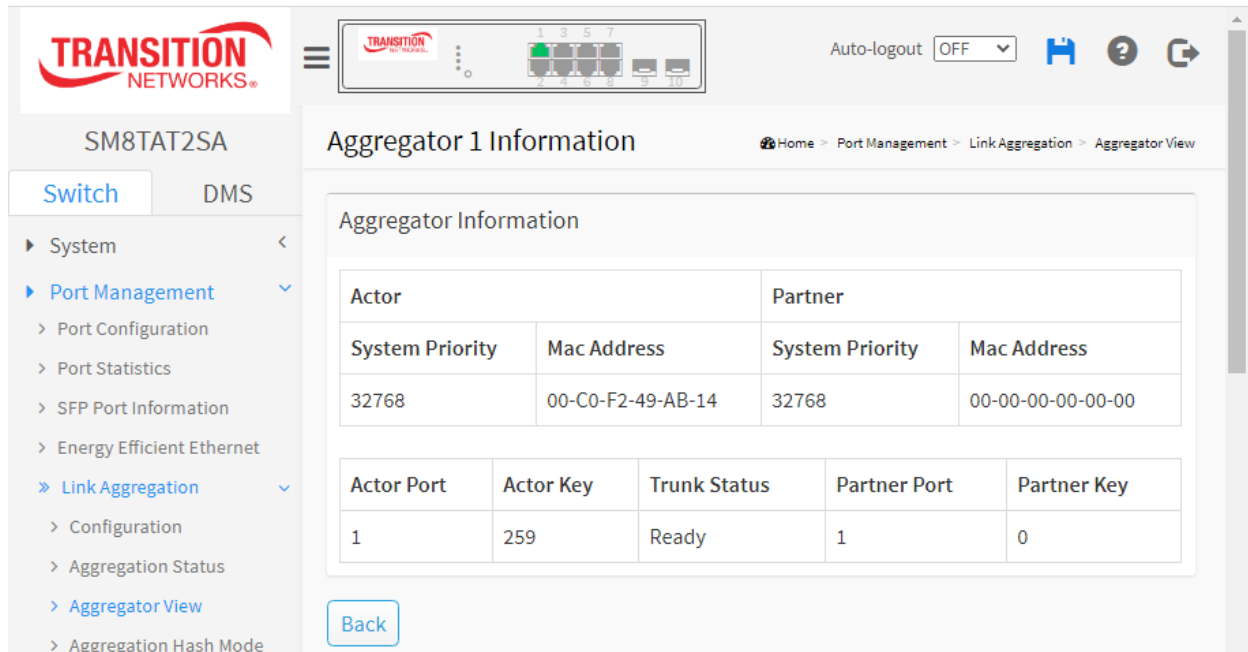 TRANSITION
NETWORKS®
TRANSITION
1 3 5 7
2 4 6 8 9 10
Auto-logout OFF
SM8TAT2SA
Switch DMS
System
Port Management
Port Configuration
Port Statistics
SFP Port Information
Energy Efficient Ethernet
Link Aggregation
Configuration
Aggregation Status
Aggregator View
Aggregation Hash Mode
Aggregator 1 Information
Home > Port Management > Link Aggregation > Aggregator View
Aggregator Information
Actor Partner
System Priority Mac Address System Priority Mac Address
32768 00-C0-F2-49-AB-14 32768 00-00-00-00-00-00
Actor Port Actor Key Trunk Status Partner Port Partner Key
1 259 Ready 1 0
Back